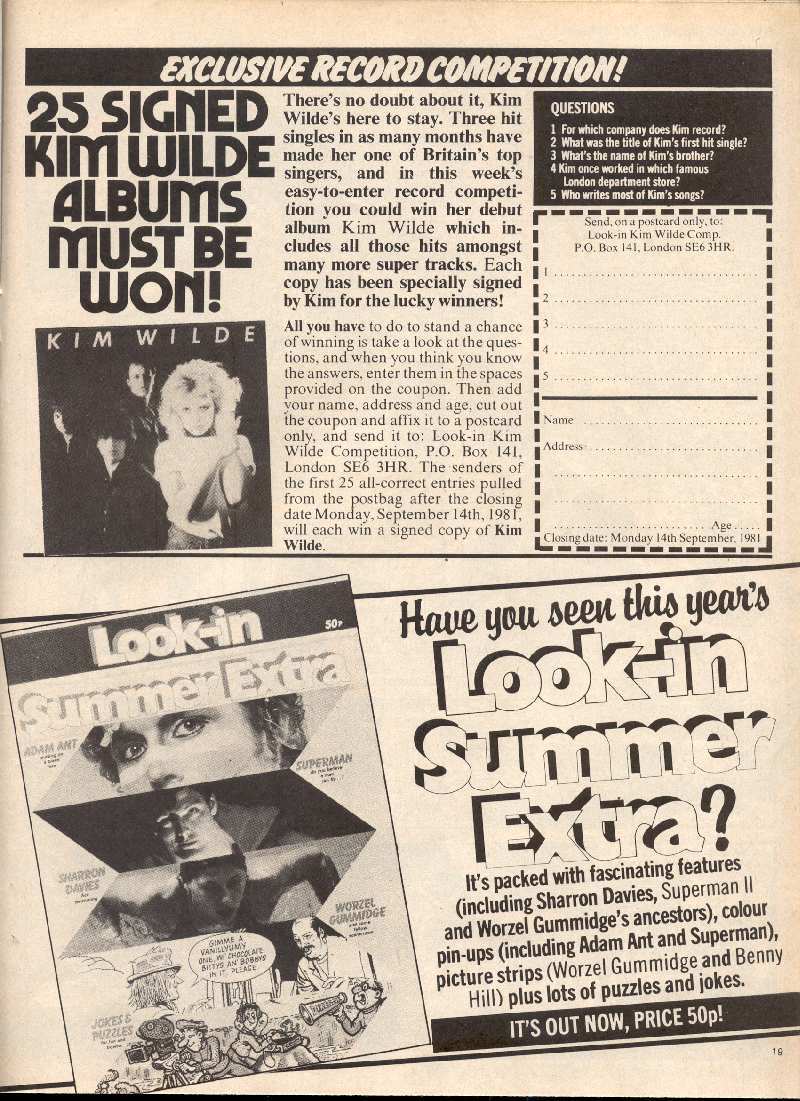 EXCLUSIVE RECORD COMPETITION!
25 SIGNED
KIM WILDE
ALBUMS
MUST BE
WON!
KIM WILDE
There's no doubt about it, Kim
Wilde's here to stay. Three hit
singles in as many months have
made her one of Britain's top
singers, and in this week's
easy-to-enter record competi-
tion you could win her debut
album Kim Wilde which in-
cludes all those hits amongst
many more super tracks. Each
copy has been specially signed
by Kim for the lucky winners!
All you have to do to stand a chance
of winning is take a look at the ques-
tions, and when you think you know
the answers, enter them in the spaces
provided on the coupon. Then add
your name, address and age, cut out
the coupon and affix it to a postcard
only, and send it to: Look-in Kim
Wilde Competition, P.O. Box 141,
London SE6 3HR. The senders of
the first 25 all-correct entries pulled
from the postbag after the closing
date Monday, September 14th, 1981,
will each win a signed copy of Kim
Wilde.
QUESTIONS
1 For which company does Kim record?
2 What was the title of Kim's first hit single?
3 What's the name of Kim's brother?
4 Kim once worked in which famous
London department store?
5 Who writes most of Kim's songs?
Send, on a postcard only, to:
Look-in Kim Wilde Comp.
P.O. Box 141, London SE6 3HR.
1
2
3
4
5
Name
Address
Age
Closing date: Monday 14th September, 1981
Look-in
50p
Summer Extra
ADAM ANT
SUPERMAN
SHARRON
DAVIES
WORZEL
GUMMIDGE
GIMME A
VANILLYUMY
ONE, WI' CHOCOLATE
BITTYS AN' BOBBYS
IN IT, PLEASE
JOKES &
PUZZLES
Have you seen this year's
Look-in
Summer
Extra?
It's packed with fascinating features
(including Sharron Davies, Superman II
and Worzel Gummidge's ancestors), colour
pin-ups (including Adam Ant and Superman),
picture strips (Worzel Gummidge and Benny
Hill) plus lots of puzzles and jokes.
IT'S OUT NOW, PRICE 50p!
19